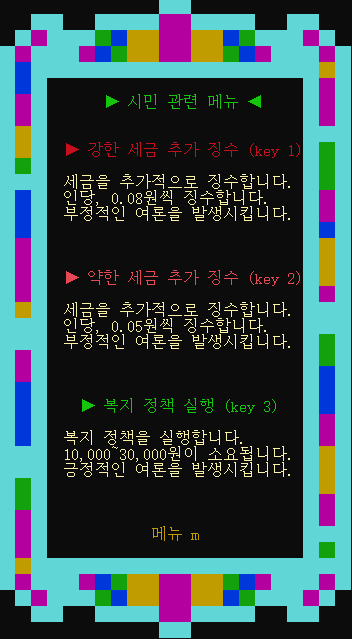 ▶ 시민 관련 메뉴 ◀
▶ 강한 세금 추가 징수 (key 1)
세금을 추가적으로 징수합니다.
인당, 0.08원씩 징수합니다.
부정적인 여론을 발생시킵니다.
▶ 약한 세금 추가 징수 (key 2)
세금을 추가적으로 징수합니다.
인당, 0.05원씩 징수합니다.
부정적인 여론을 발생시킵니다.
▶ 복지 정책 실행 (key 3)
복지 정책을 실행합니다.
10,000~30,000원이 소요됩니다.
긍정적인 여론을 발생시킵니다.
메뉴 m